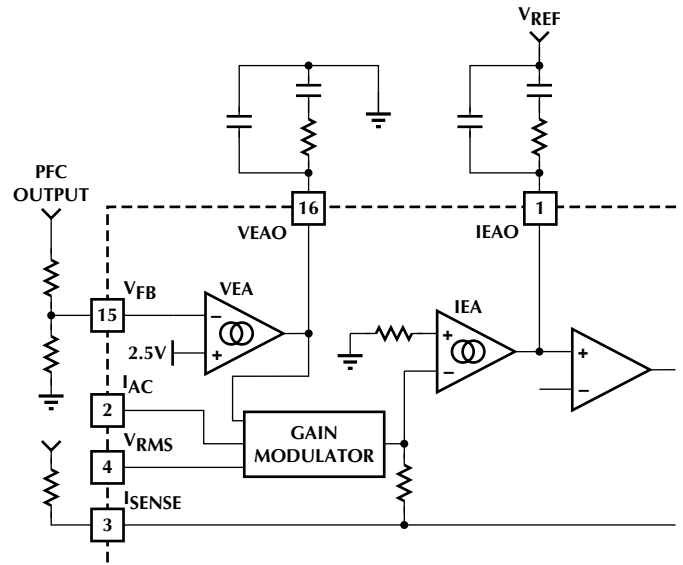 VREF
PFC
OUTPUT
16
1
VEAO
IEAO
VFB
VEA
IEA
15
−
+
2.5V
+
−
+
−
IAC
2
GAIN
MODULATOR
VRMS
4
ISENSE
3